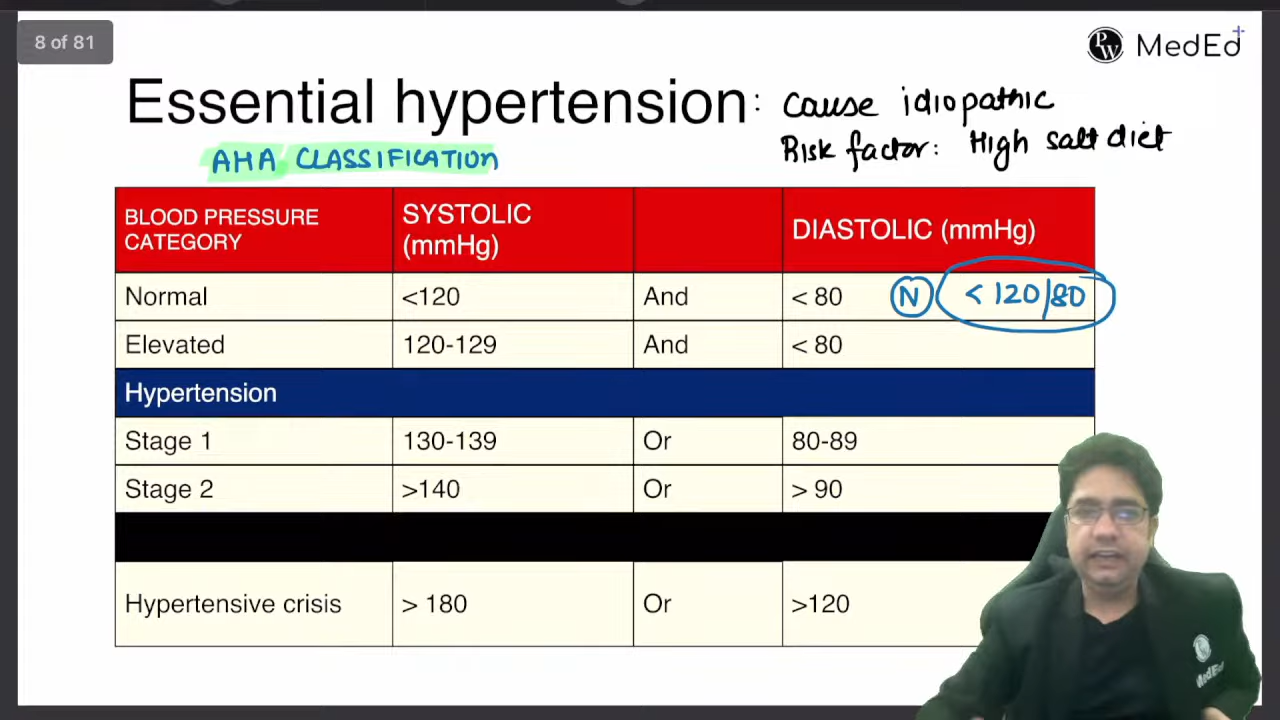 8 of 81
PW MedEd
Essential hypertension : cause idiopathic
Risk factor: High salt diet
AHA CLASSIFICATION
BLOOD PRESSURE CATEGORY SYSTOLIC (mmHg) DIASTOLIC (mmHg)
Normal <120 And < 80 N < 120/80
Elevated 120-129 And < 80
Hypertension
Stage 1 130-139 Or 80-89
Stage 2 >140 Or > 90
Hypertensive crisis > 180 Or >120
MedEd